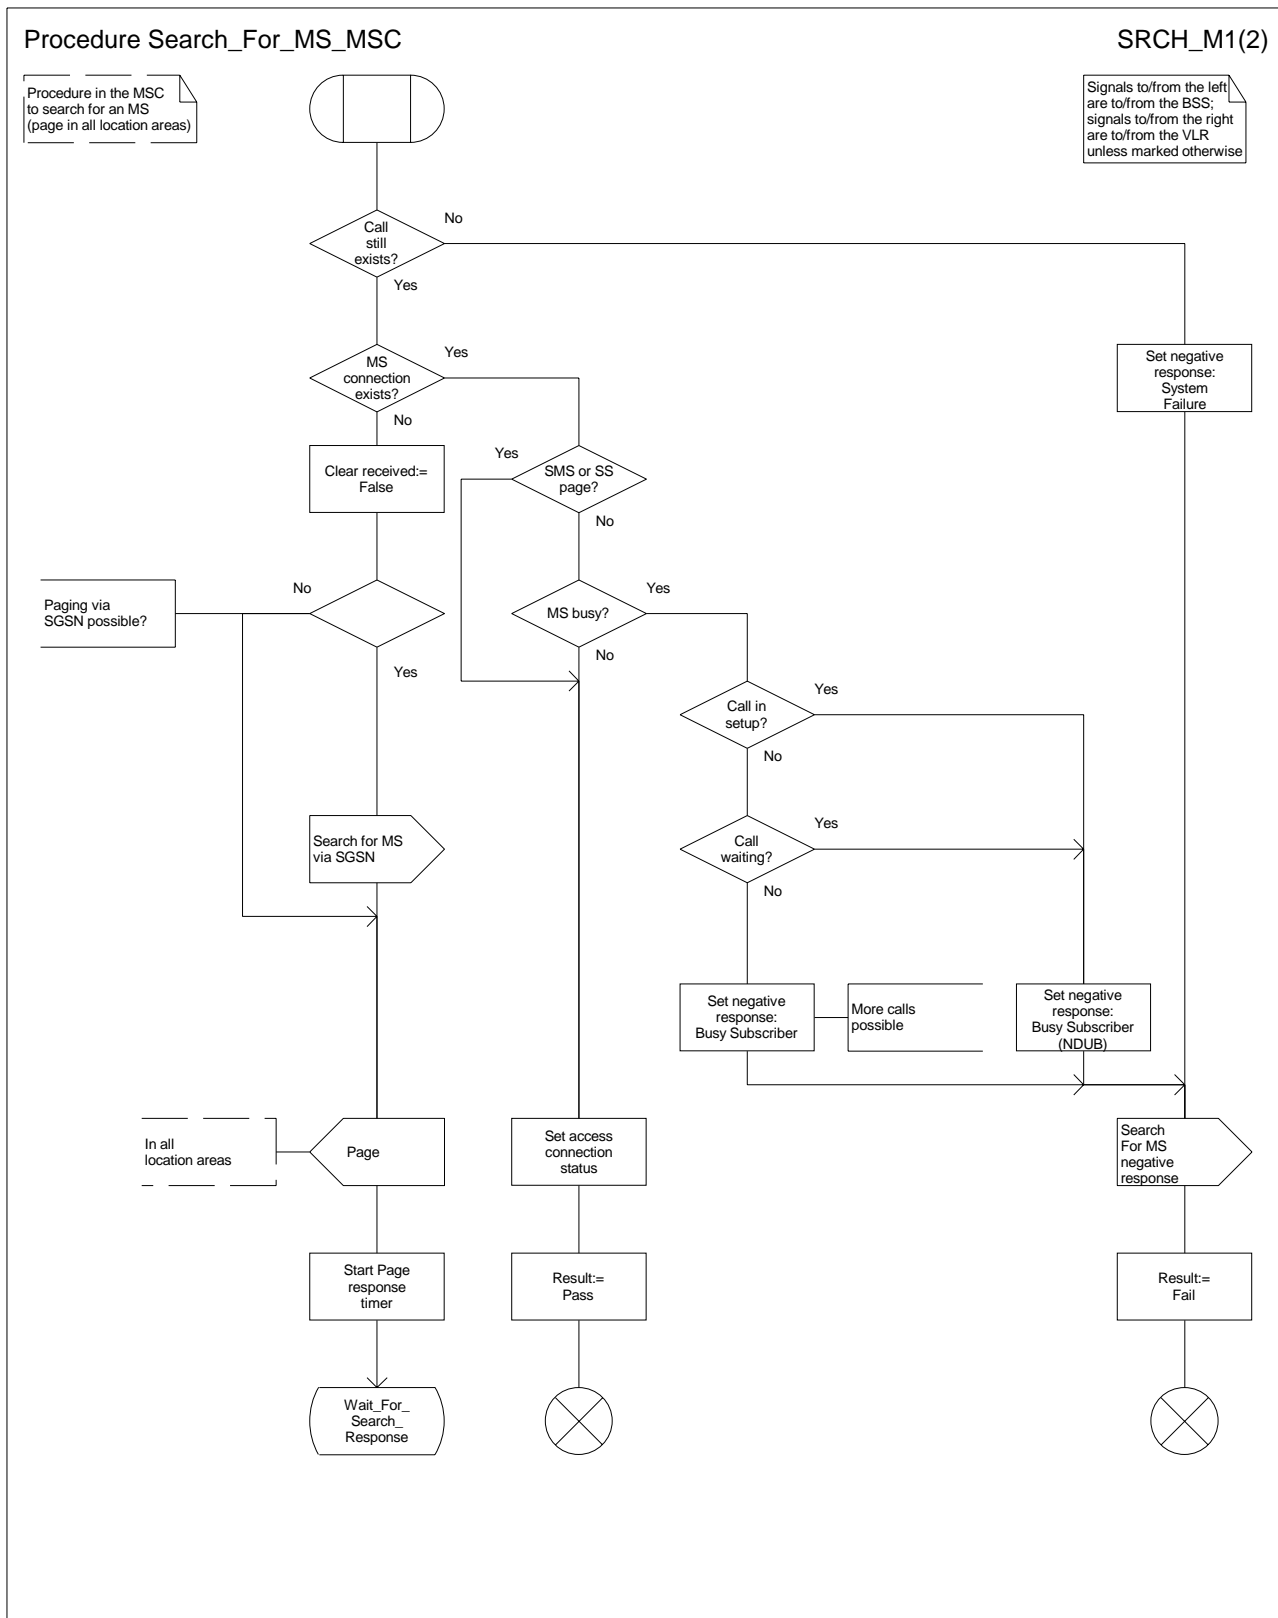 Procedure Search_For_MS_MSC
SRCH_M1(2)
Procedure in the MSC
to search for an MS
(page in all location areas)
Signals to/from the left
are to/from the BSS;
signals to/from the right
are to/from the VLR
unless marked otherwise
Call
still
exists?
No
Yes
MS
connection
exists?
Yes
No
Set negative
response:
System
Failure
Clear received:=
False
Yes
SMS or SS
page?
No
Paging via
SGSN possible?
No
Yes
MS busy?
Yes
No
Call in
setup?
Yes
No
Search for MS
via SGSN
Call
waiting?
Yes
No
Set negative
response:
Busy Subscriber
More calls
possible
Set negative
response:
Busy Subscriber
(NDUB)
In all
location areas
Page
Set access
connection
status
Search
For MS
negative
response
Start Page
response
timer
Result:=
Pass
Result:=
Fail
Wait_For_
Search_
Response